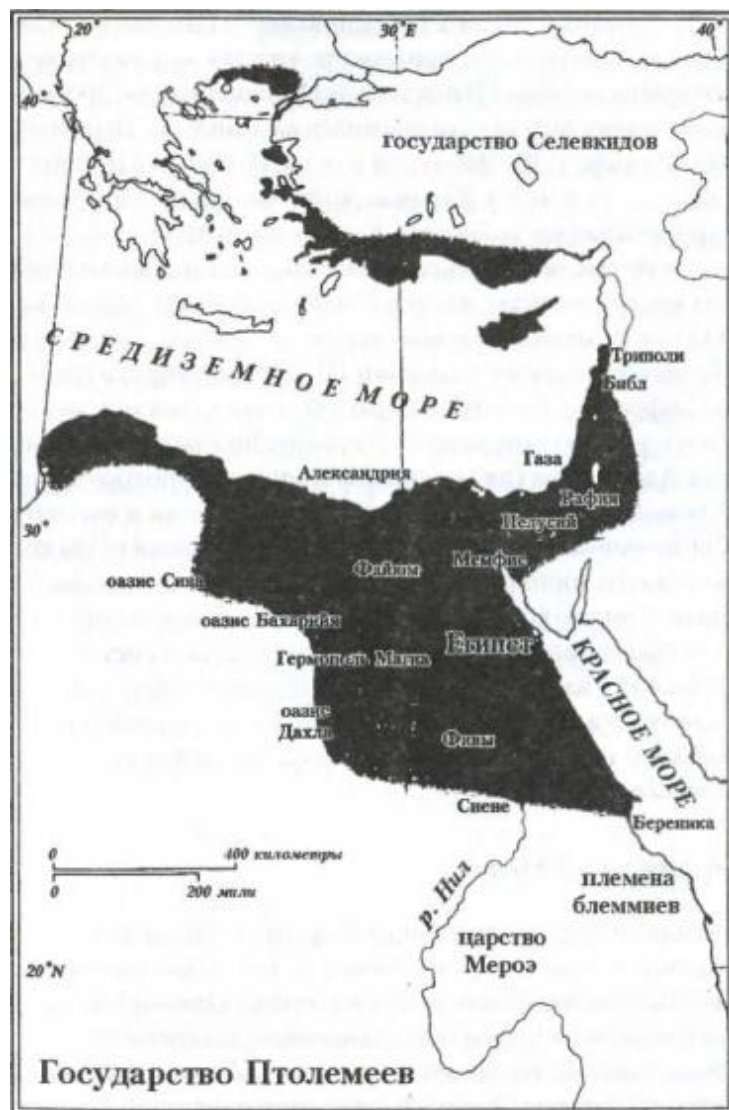 20°
30°E
40°
40
государство Селевкидов
СРЕДИЗЕМНОЕ МОРЕ
Триполи
Библ
Газа
Александрия
Рафия
Пелусий
30°
Мемфис
Файюм
оазис Сива
оазис Бахарийя
Египет
Гермополь Магна
КРАСНОЕ МОРЕ
оазис
Дахла
Фивы
Сиене
Береника
0 400 километры
0 200 мили
р. Нил
племена
блеммиев
царство
Мероэ
20°N
Государство Птолемеев